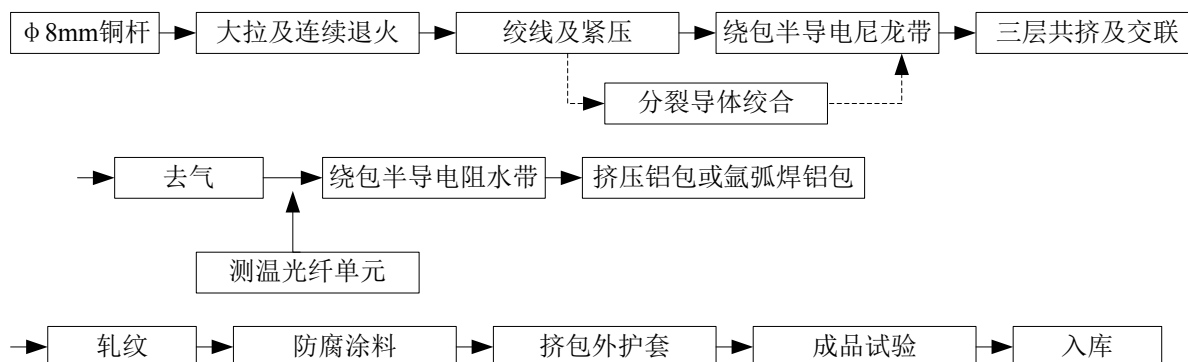 φ8mm铜杆 大拉及连续退火 绞线及紧压 绕包半导电尼龙带 三层共挤及交联
分裂导体绞合
去气 绕包半导电阻水带 挤压铝包或氩弧焊铝包
测温光纤单元
轧纹 防腐涂料 挤包外护套 成品试验 入库